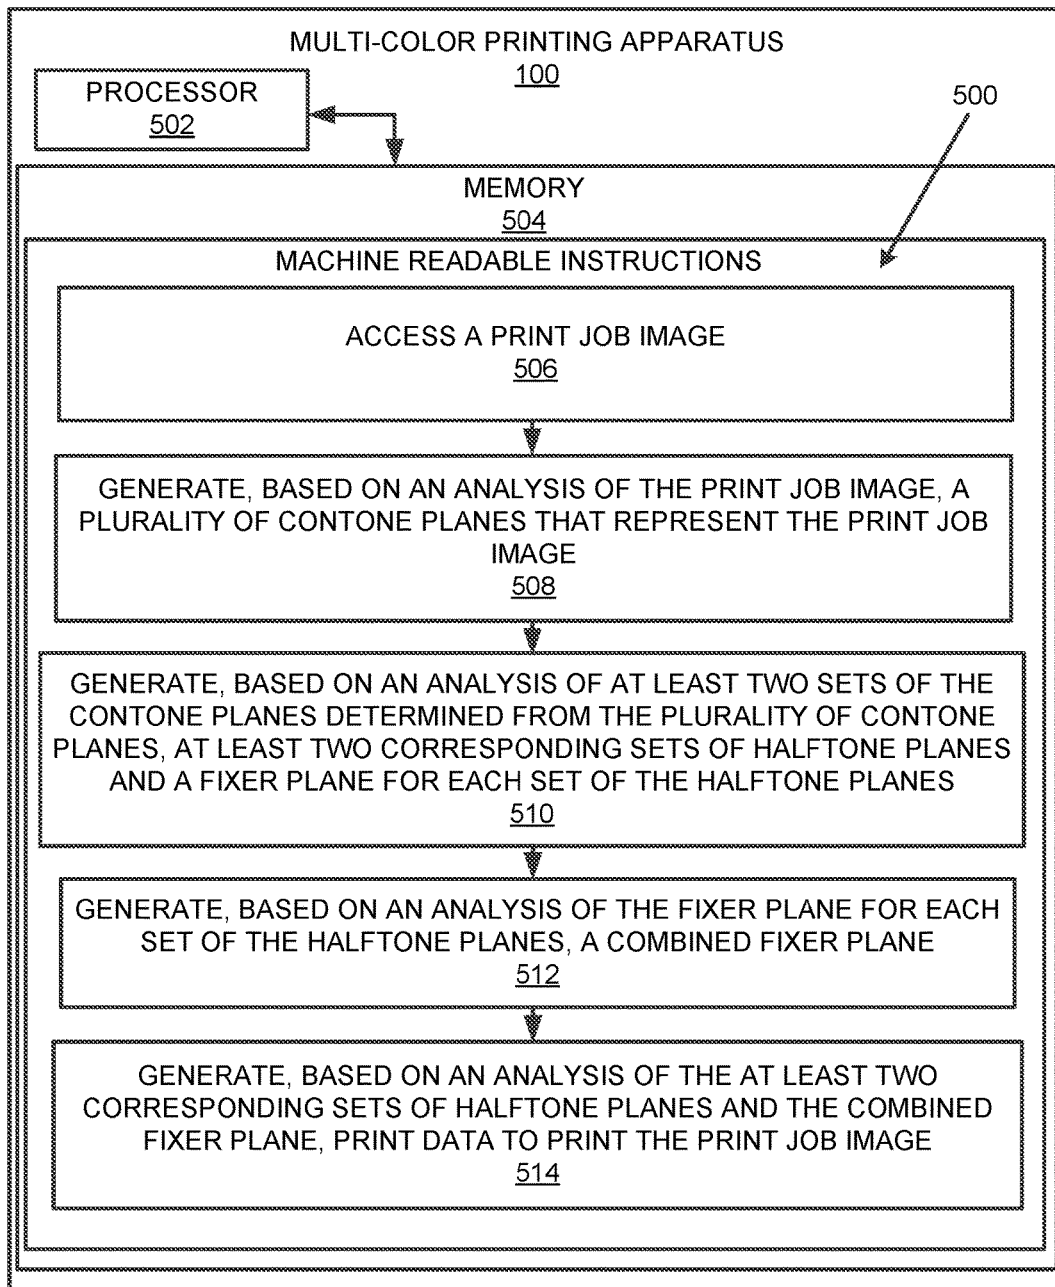 MULTI-COLOR PRINTING APPARATUS
100
PROCESSOR
502
500
MEMORY
504
MACHINE READABLE INSTRUCTIONS
ACCESS A PRINT JOB IMAGE
506
GENERATE, BASED ON AN ANALYSIS OF THE PRINT JOB IMAGE, A
PLURALITY OF CONTONE PLANES THAT REPRESENT THE PRINT JOB
IMAGE
508
GENERATE, BASED ON AN ANALYSIS OF AT LEAST TWO SETS OF THE
CONTONE PLANES DETERMINED FROM THE PLURALITY OF CONTONE
PLANES, AT LEAST TWO CORRESPONDING SETS OF HALFTONE PLANES
AND A FIXER PLANE FOR EACH SET OF THE HALFTONE PLANES
510
GENERATE, BASED ON AN ANALYSIS OF THE FIXER PLANE FOR EACH
SET OF THE HALFTONE PLANES, A COMBINED FIXER PLANE
512
GENERATE, BASED ON AN ANALYSIS OF THE AT LEAST TWO
CORRESPONDING SETS OF HALFTONE PLANES AND THE COMBINED
FIXER PLANE, PRINT DATA TO PRINT THE PRINT JOB IMAGE
514